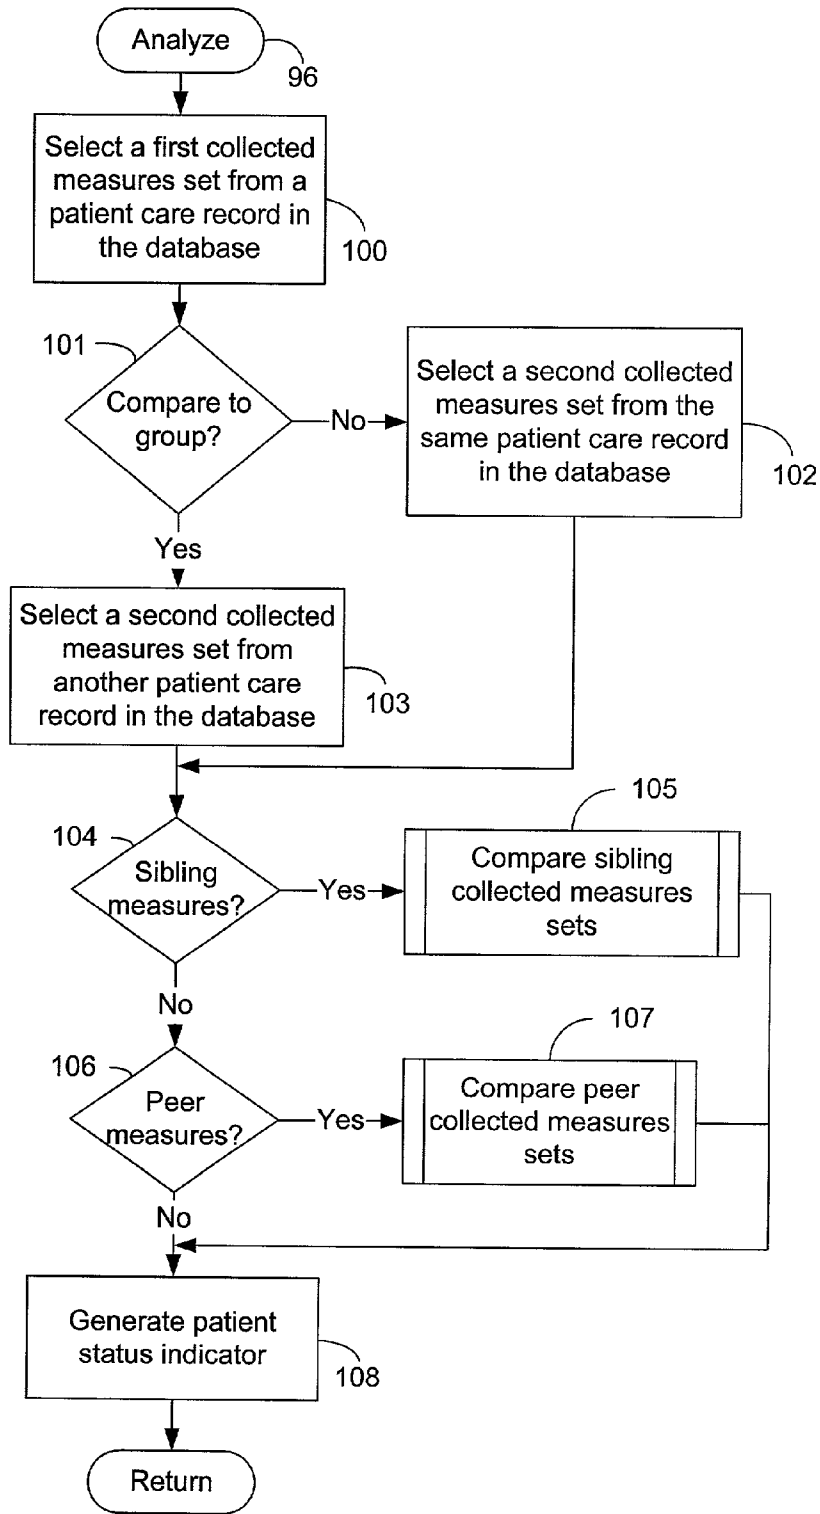 Analyze
96
Select a first collected
measures set from a
patient care record in
the database
100
101
Compare to
group?
No
Select a second collected
measures set from the
same patient care record
in the database
102
Yes
Select a second collected
measures set from
another patient care
record in the database
103
104
Sibling
measures?
Yes
105
Compare sibling
collected measures
sets
No
106
Peer
measures?
Yes
107
Compare peer
collected measures
sets
No
Generate patient
status indicator
108
Return